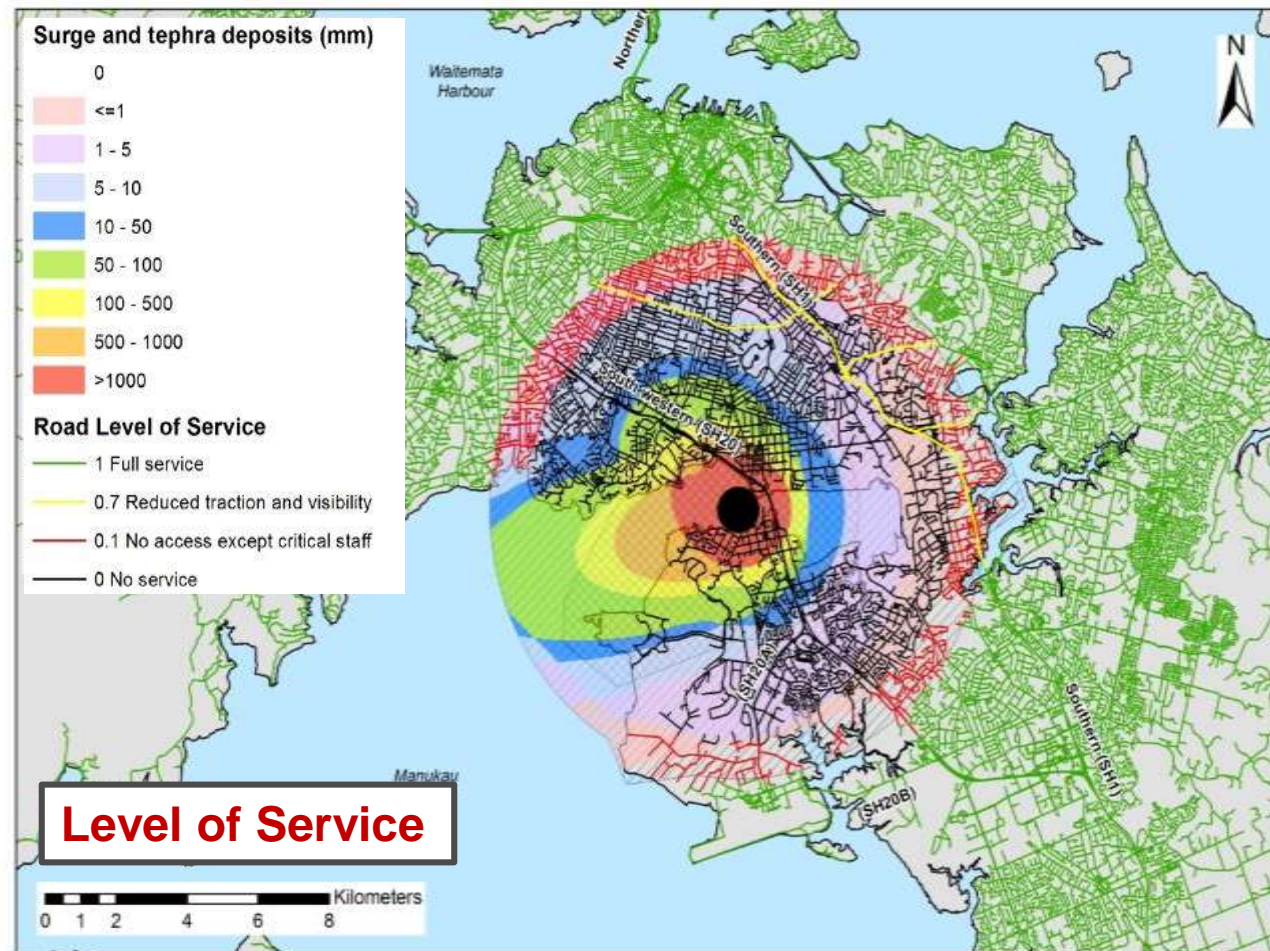 Surge and tephra deposits (mm)
0
<=1
1 - 5
5 - 10
10 - 50
50 - 100
100 - 500
500 - 1000
>1000
Road Level of Service
1 Full service
0.7 Reduced traction and visibility
0.1 No access except critical staff
0 No service
Northern
Waitemata
Harbour
N
Southern (SH1)
Southwestern (SH20)
(SH20A)
Southern (SH1)
(SH20B)
Manukau
Level of Service
Kilometers
0 1 2 4 6 8